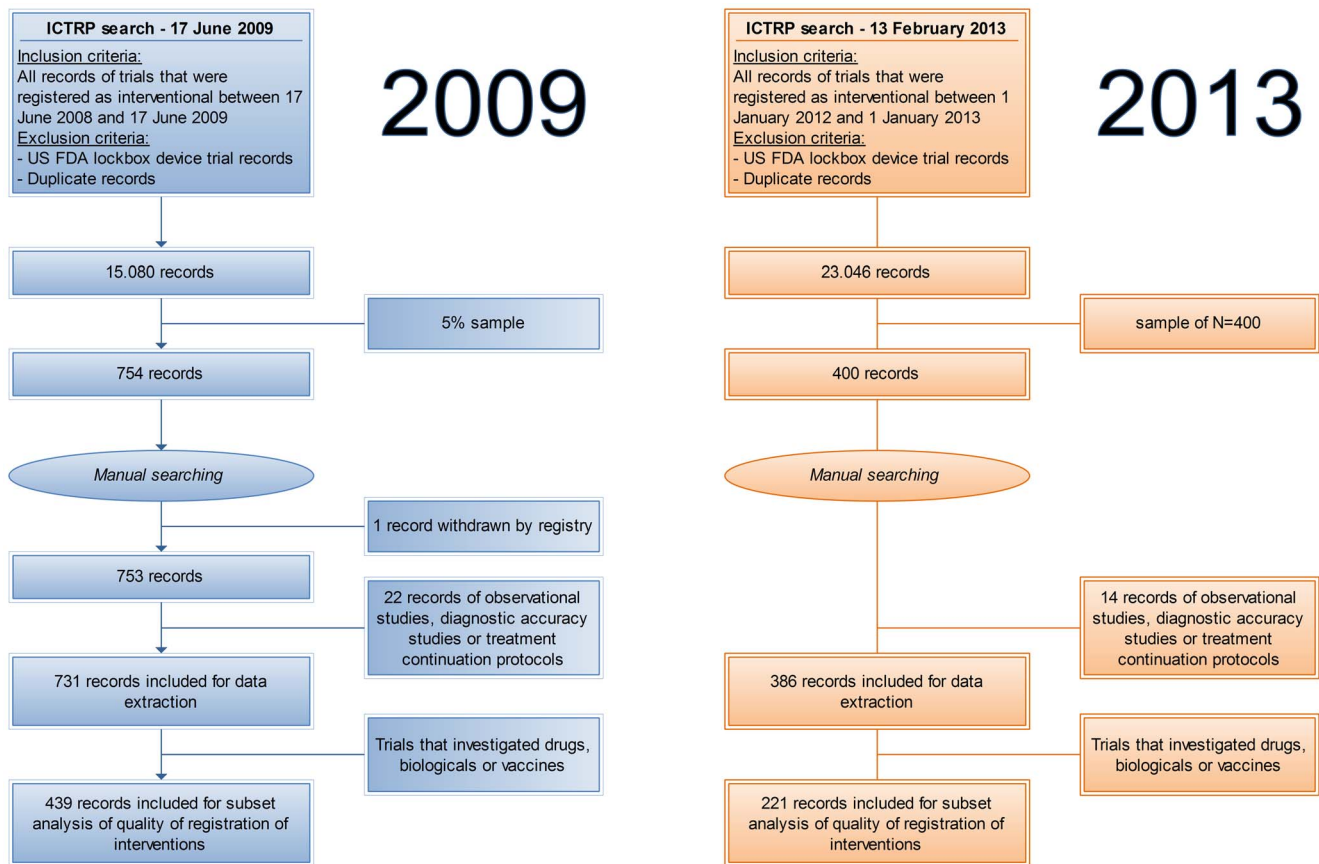 ICTRP search - 17 June 2009
Inclusion criteria:
All records of trials that were
registered as interventional between 17
June 2008 and 17 June 2009
Exclusion criteria:
- US FDA lockbox device trial records
- Duplicate records
2009
15.080 records
5% sample
754 records
Manual searching
1 record withdrawn by registry
753 records
22 records of observational
studies, diagnostic accuracy
studies or treatment
continuation protocols
731 records included for data
extraction
Trials that investigated drugs,
biologicals or vaccines
439 records included for subset
analysis of quality of registration of
interventions
ICTRP search - 13 February 2013
Inclusion criteria:
All records of trials that were
registered as interventional between 1
January 2012 and 1 January 2013
Exclusion criteria:
- US FDA lockbox device trial records
- Duplicate records
2013
23.046 records
sample of N=400
400 records
Manual searching
14 records of observational
studies, diagnostic accuracy
studies or treatment
continuation protocols
386 records included for data
extraction
Trials that investigated drugs,
biologicals or vaccines
221 records included for subset
analysis of quality of registration of
interventions